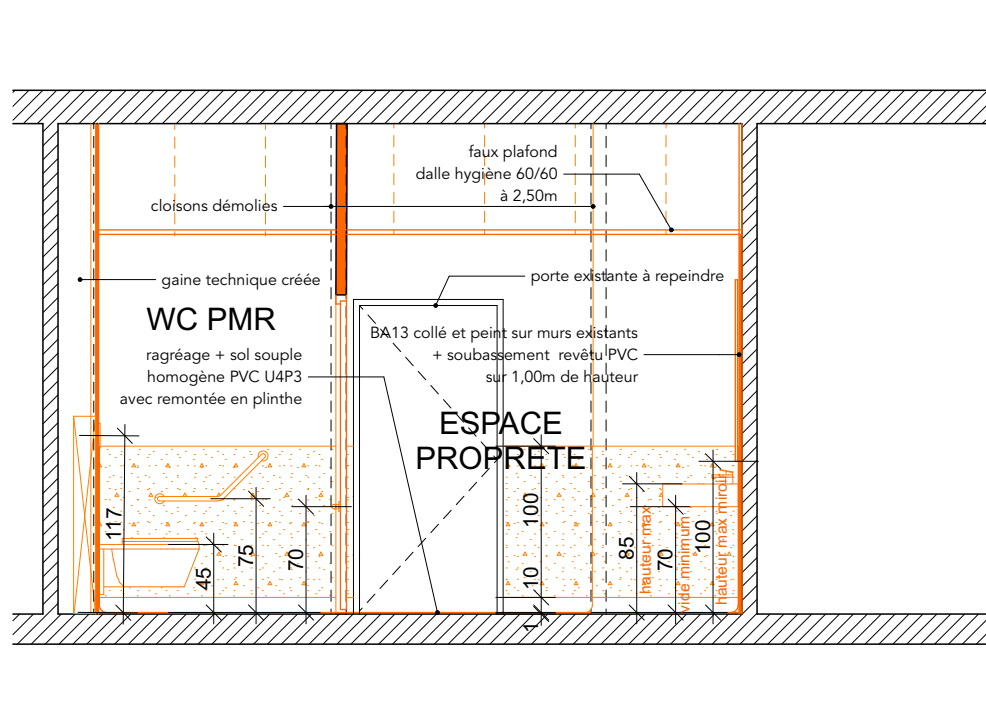 faux plafond
dalle hygiène 60/60
à 2,50m
cloisons démolies
gaine technique créée
porte existante à repeindre
WC PMR
BA13 collé et peint sur murs existants
+ soubassement revêtu PVC
sur 1,00m de hauteur
ragréage + sol souple
homogène PVC U4P3
avec remontée en plinthe
ESPACE
PROPRETE
117
45
75
70
100
10
1
85
hauteur max
70
vide minimum
100
hauteur max miroir